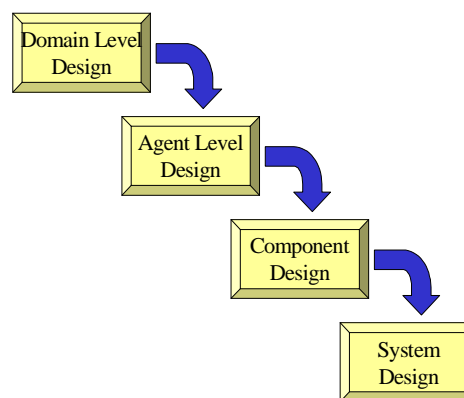 Domain Level
Design
Agent Level
Design
Component
Design
System
Design